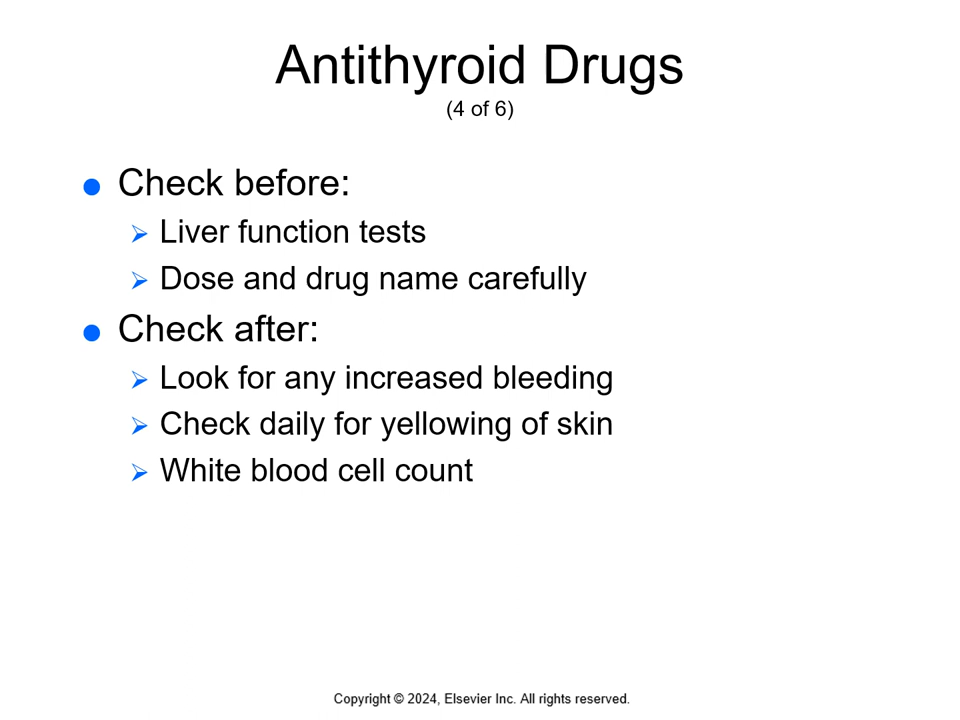 Antithyroid Drugs
(4 of 6)
● Check before:
➢ Liver function tests
➢ Dose and drug name carefully
● Check after:
➢ Look for any increased bleeding
➢ Check daily for yellowing of skin
➢ White blood cell count
Copyright © 2024, Elsevier Inc. All rights reserved.